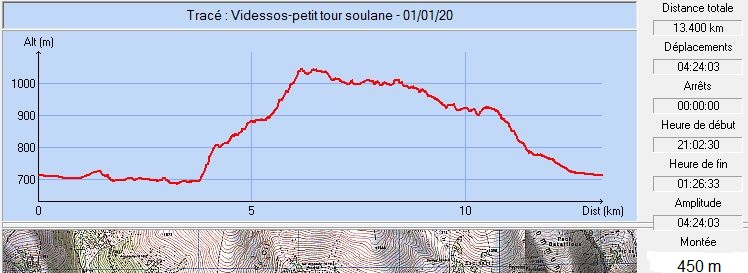 Tracé : Videssos-petit tour soulane - 01/01/20
Alt (m)
1000
900
800
700
0
5
10
Dist (km)
Distance totale
13.400 km
Déplacements
04:24:03
Arrêts
00:00:00
Heure de début
21:02:30
Heure de fin
01:26:33
Amplitude
04:24:03
Montée
450 m